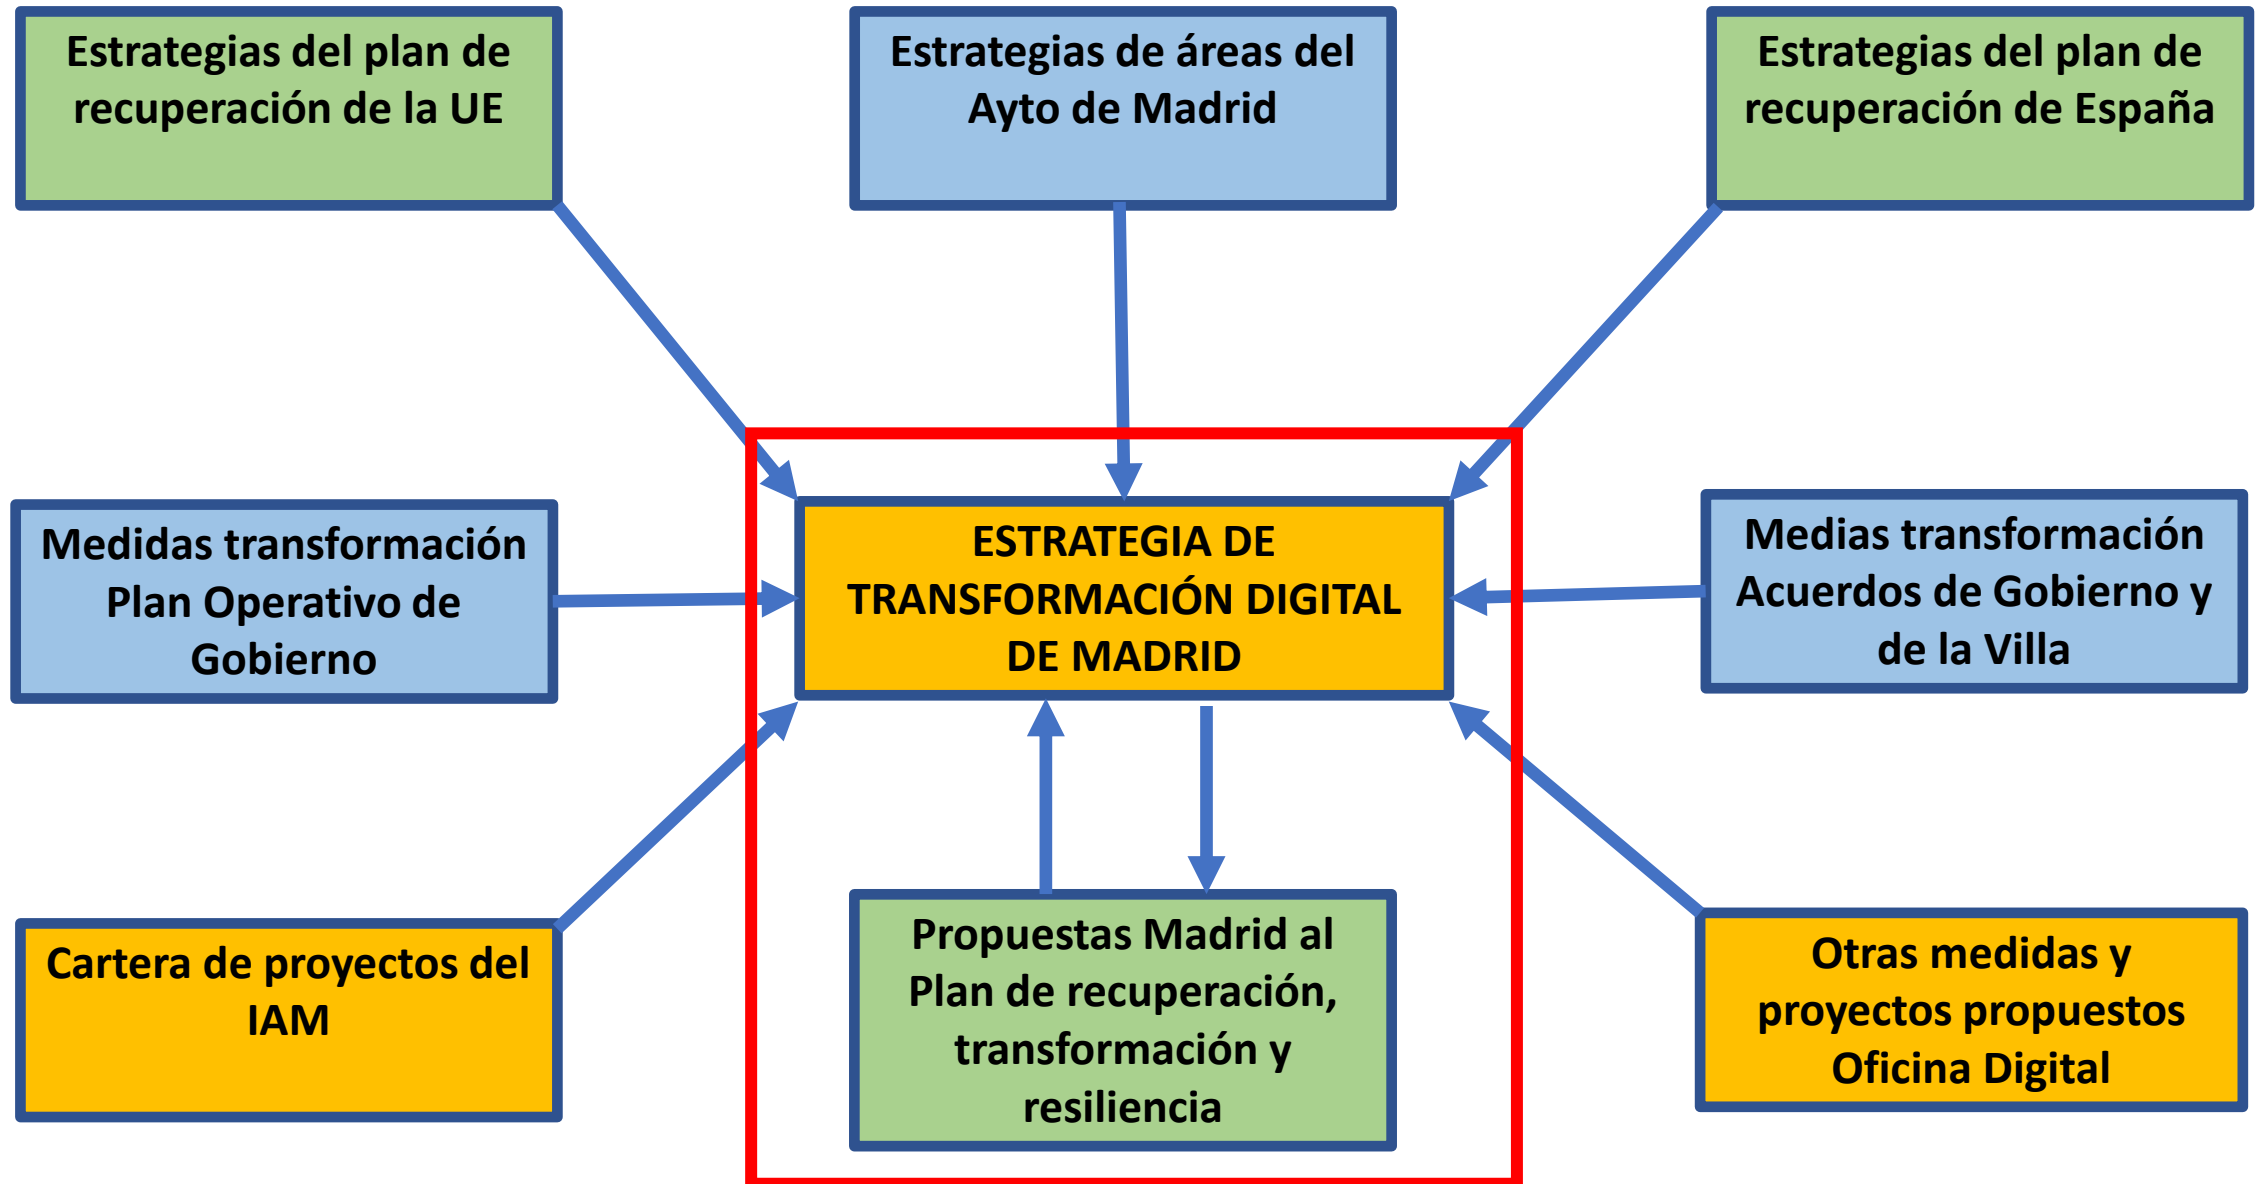 Estrategias del plan de
recuperación de la UE
Estrategias de áreas del
Ayto de Madrid
Estrategias del plan de
recuperación de España
Medidas transformación
Plan Operativo de
Gobierno
ESTRATEGIA DE
TRANSFORMACIÓN DIGITAL
DE MADRID
Medias transformación
Acuerdos de Gobierno y
de la Villa
Cartera de proyectos del
IAM
Propuestas Madrid al
Plan de recuperación,
transformación y
resiliencia
Otras medidas y
proyectos propuestos
Oficina Digital